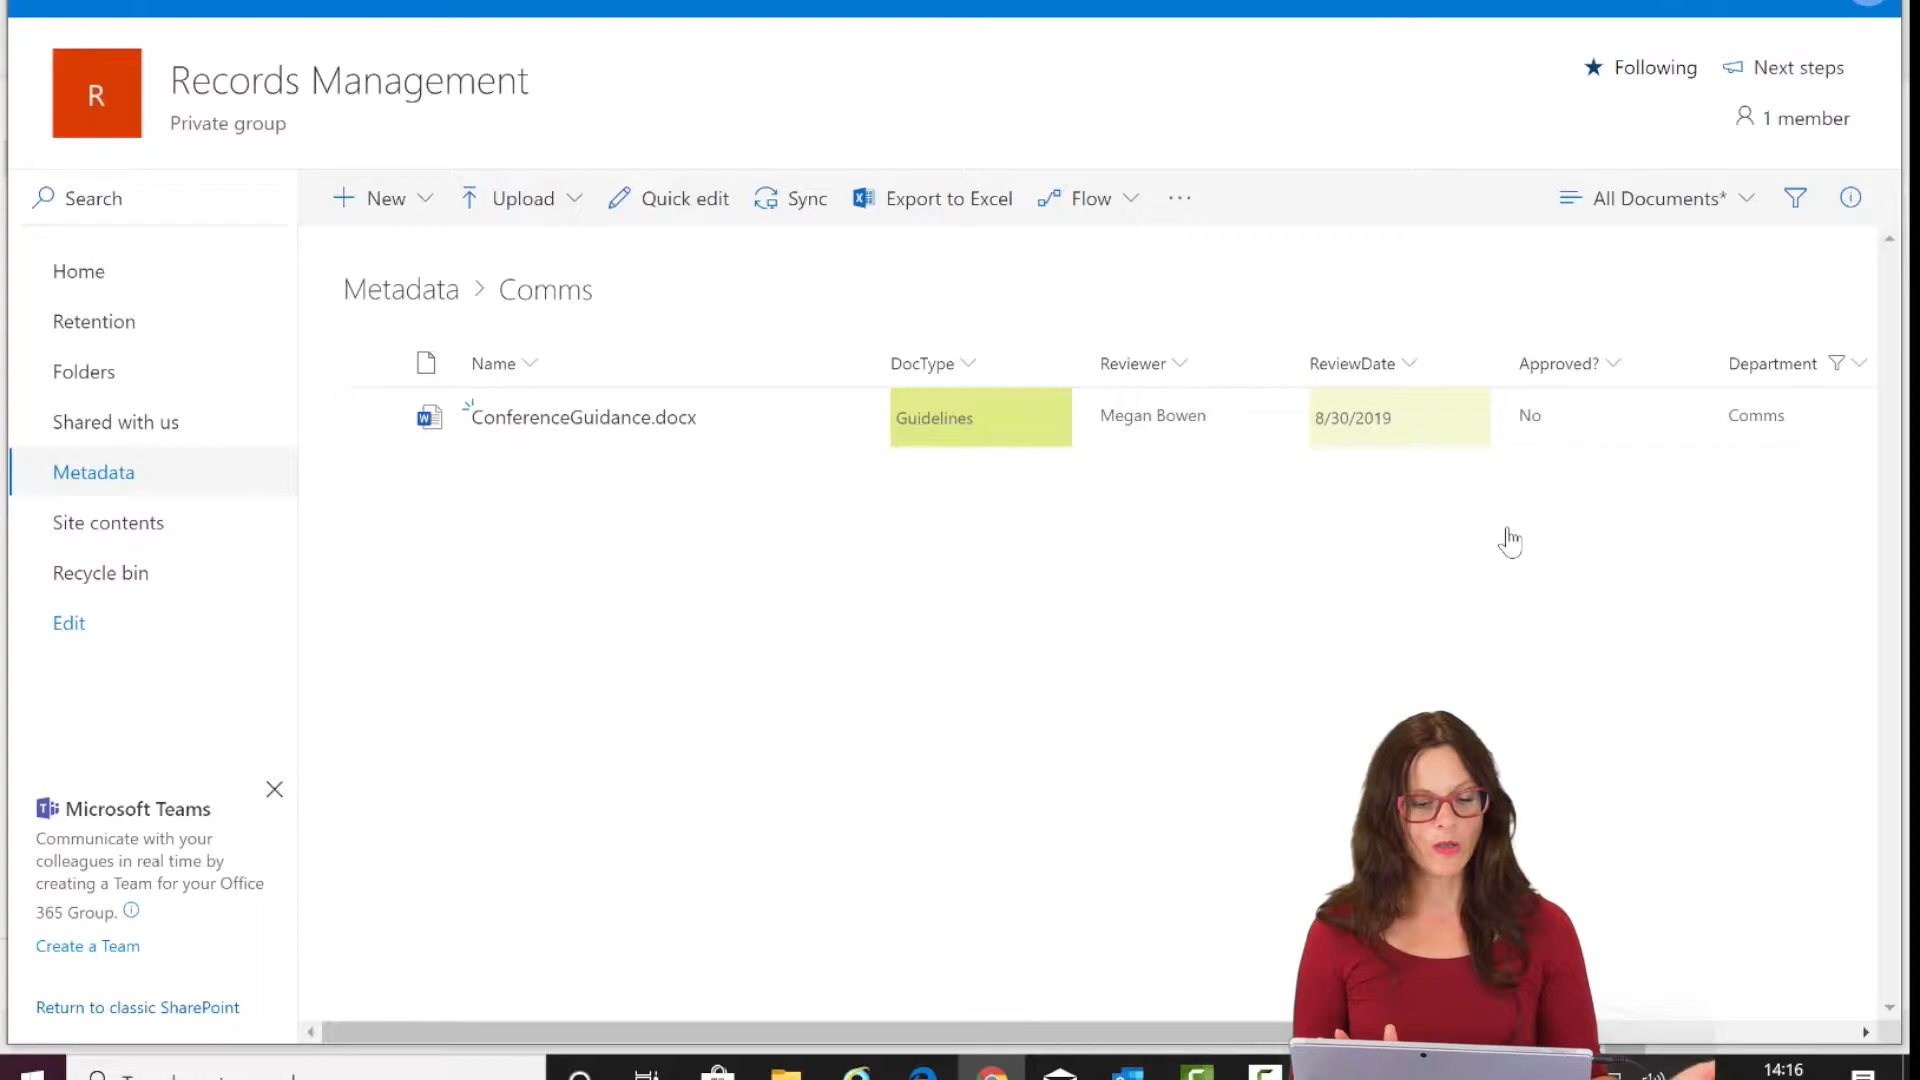 R
Records Management
Private group
Following
Next steps
1 member
Search
New
Upload
Quick edit
Sync
Export to Excel
Flow
All Documents*
Home
Retention
Folders
Shared with us
Metadata
Site contents
Recycle bin
Edit
Metadata > Comms
Name
DocType
Reviewer
ReviewDate
Approved?
Department
ConferenceGuidance.docx
Guidelines
Megan Bowen
8/30/2019
No
Comms
Microsoft Teams
Communicate with your
colleagues in real time by
creating a Team for your Office
365 Group.
Create a Team
Return to classic SharePoint
14:16